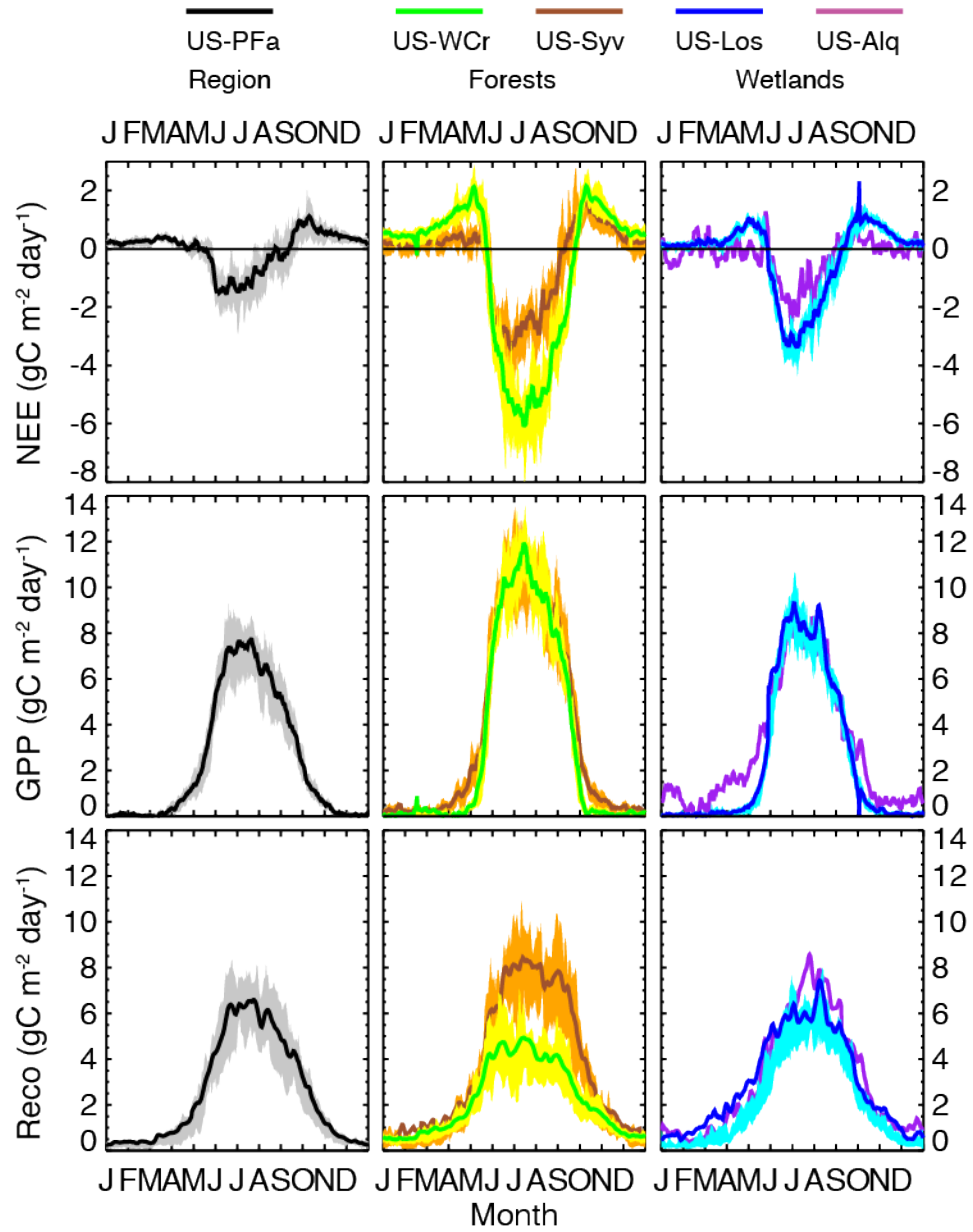 US-PFa US-WCr US-Syv US-Los US-Alq
Region Forests Wetlands
J FMAMJ J ASOND J FMAMJ J ASOND J FMAMJ J ASOND
NEE (gC m-2 day-1)
2 2
0 0
-2 -2
-4 -4
-6 -6
-8 -8
GPP (gC m-2 day-1)
14 14
12 12
10 10
8 8
6 6
4 4
2 2
0 0
Reco (gC m-2 day-1)
14 14
12 12
10 10
8 8
6 6
4 4
2 2
0 0
J FMAMJ J ASOND J FMAMJ J ASOND J FMAMJ J ASOND
Month